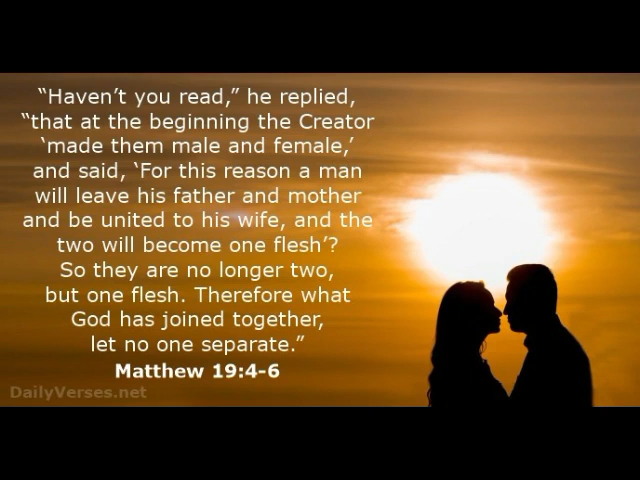 “Haven’t you read,” he replied,
“that at the beginning the Creator
‘made them male and female,’
and said, ‘For this reason a man
will leave his father and mother
and be united to his wife, and the
two will become one flesh’?
So they are no longer two,
but one flesh. Therefore what
God has joined together,
let no one separate.”
Matthew 19:4-6
DailyVerses.net